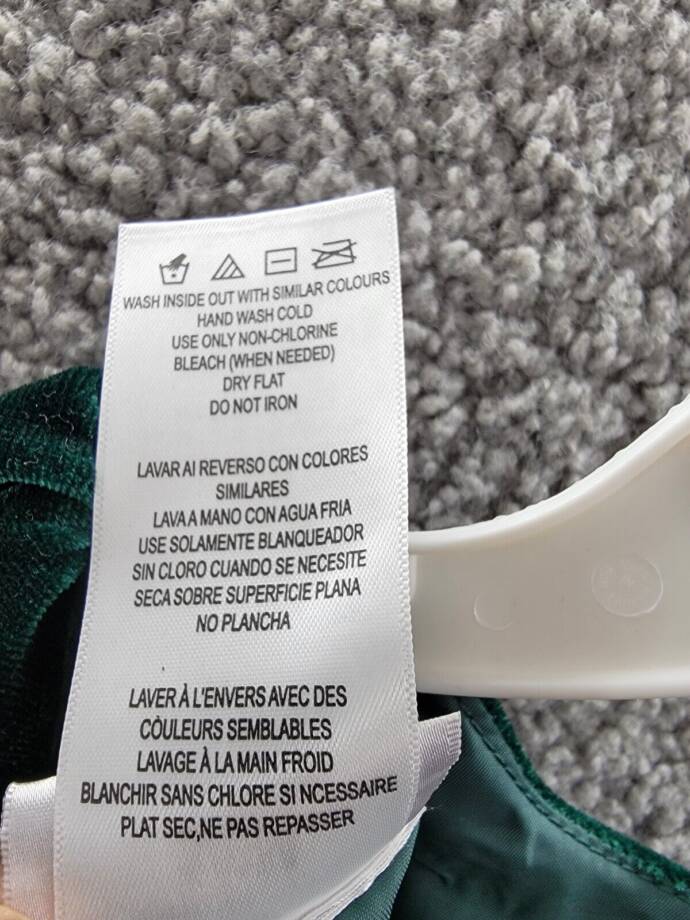 WASH INSIDE OUT WITH SIMILAR COLOURS
HAND WASH COLD
USE ONLY NON-CHLORINE
BLEACH (WHEN NEEDED)
DRY FLAT
DO NOT IRON
LAVAR AI REVERSO CON COLORES
SIMILARES
LAVA A MANO CON AGUA FRIA
USE SOLAMENTE BLANQUEADOR
SIN CLORO CUANDO SE NECESITE
SECA SOBRE SUPERFICIE PLANA
NO PLANCHA
LAVER À L'ENVERS AVEC DES
CÒULEURS SEMBLABLES
LAVAGE À LA MAIN FROID
BLANCHIR SANS CHLORE SI NCESSAIRE
PLAT SEC,NE PAS REPASSER